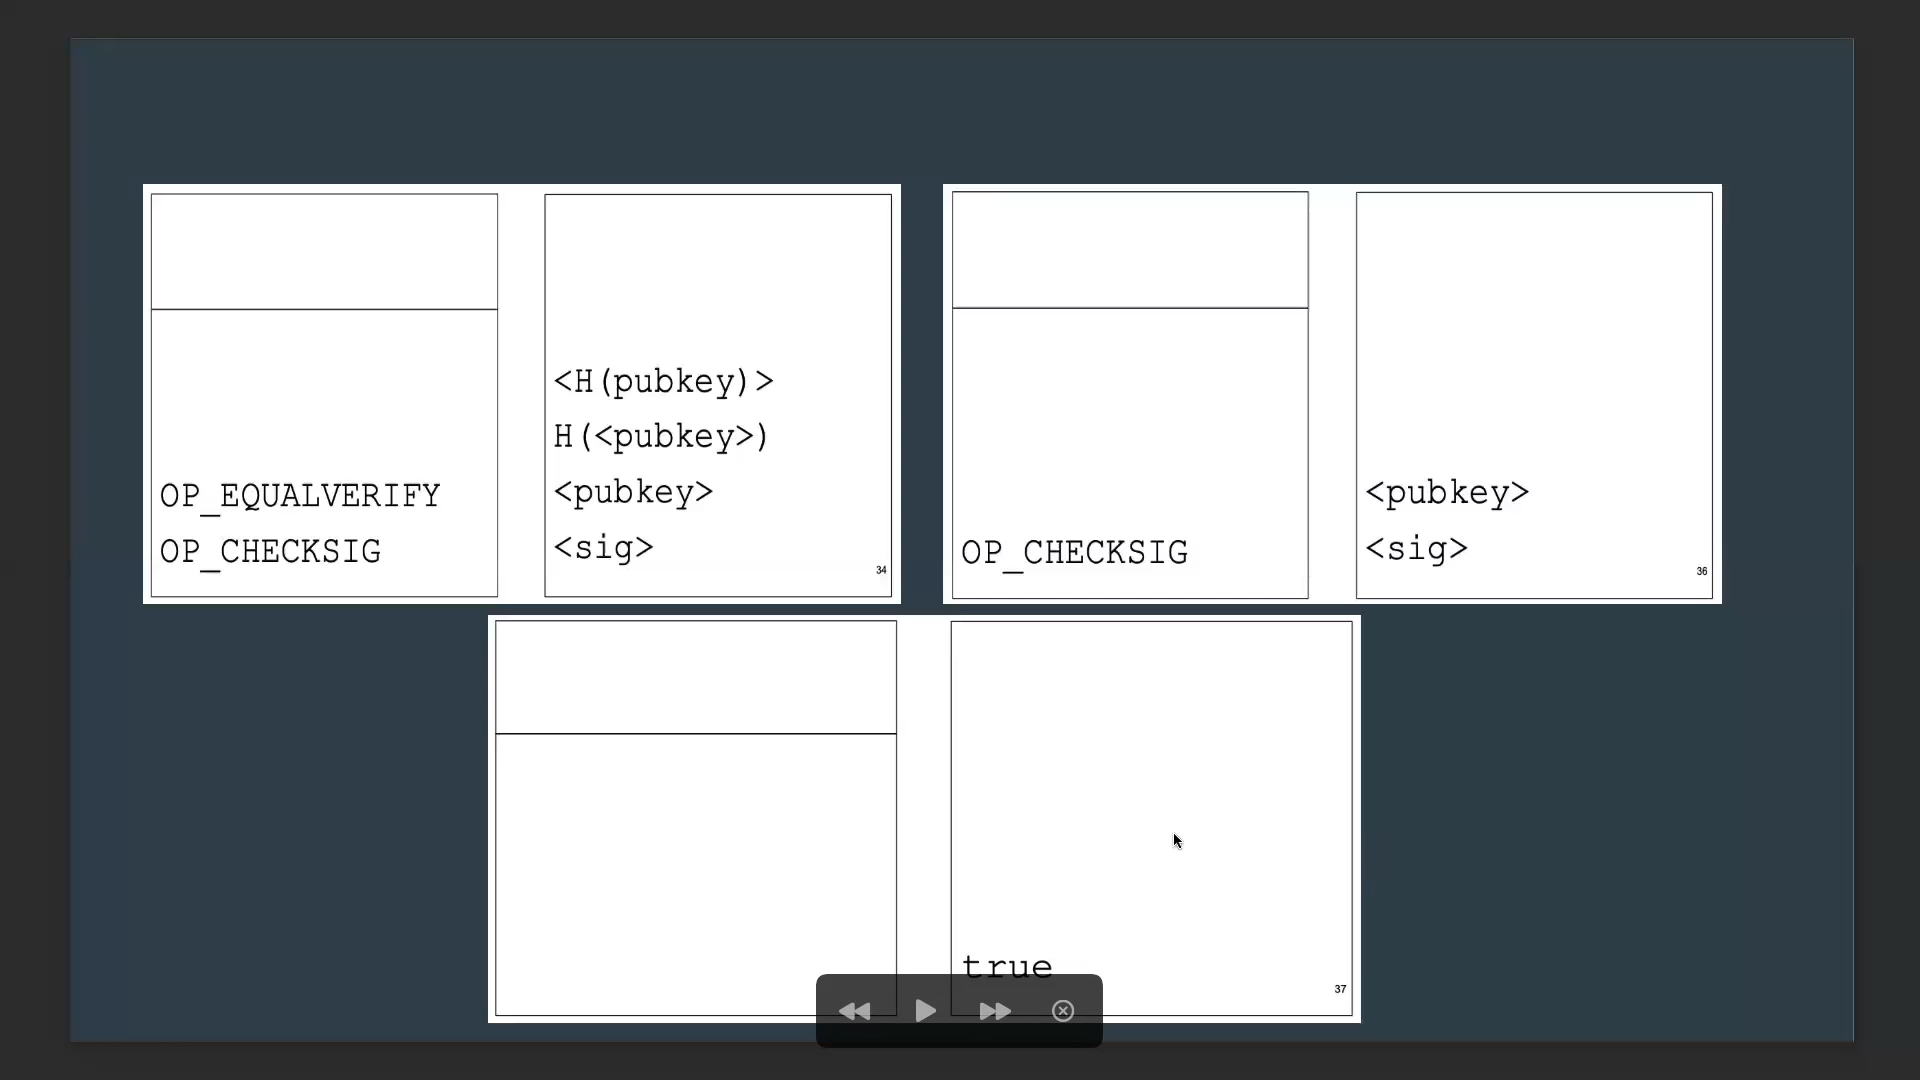 <H(pubkey)>
H(<pubkey>)
OP_EQUALVERIFY
<pubkey>
OP_CHECKSIG
<sig>
34
<pubkey>
OP_CHECKSIG
<sig>
36
true
37